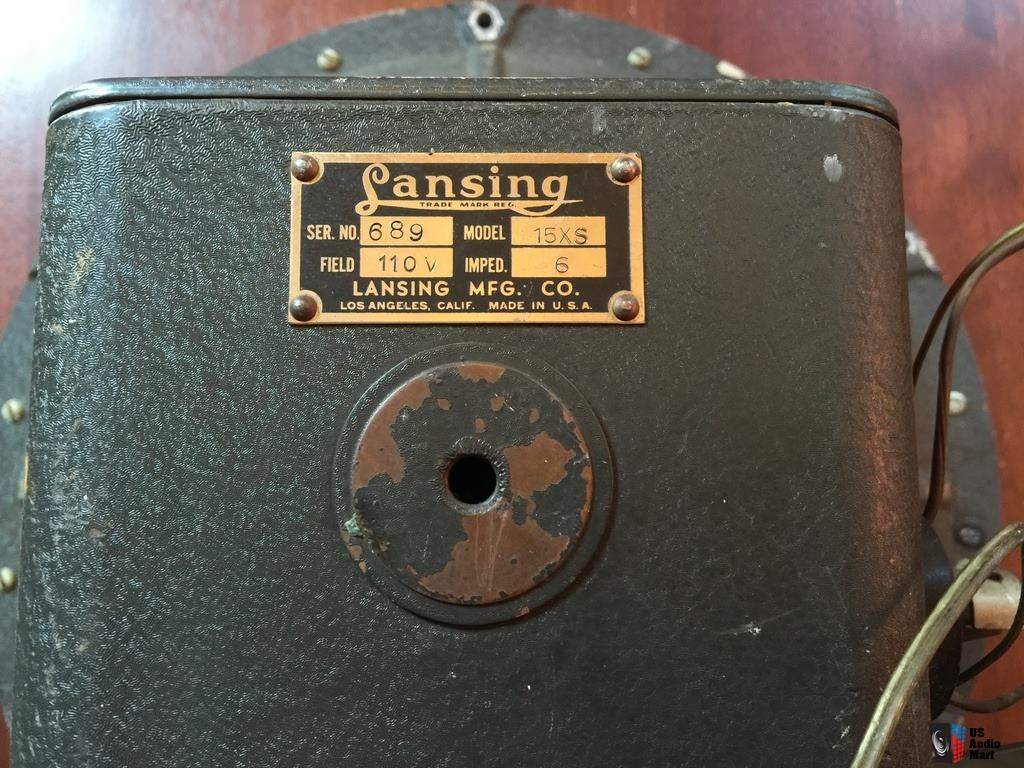 Lansing
TRADE MARK REG.
SER. NO. 689 MODEL 15XS
FIELD 110 V IMPED. 6
LANSING MFG. CO.
LOS ANGELES, CALIF. MADE IN U.S.A.
US
Audio
Mart